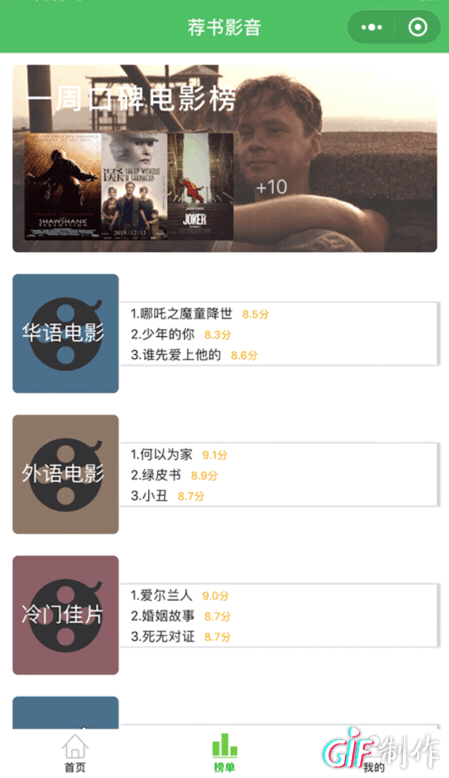 荐书影音
一周口碑电影榜
THE
SHAWSHANK
REDEMPTION
2019/12/13
JOKER
+10
华语电影
1.哪吒之魔童降世 8.5分
2.少年的你 8.3分
3.谁先爱上他的 8.6分
外语电影
1.何以为家 9.1分
2.绿皮书 8.9分
3.小丑 8.7分
冷门佳片
1.爱尔兰人 9.0分
2.婚姻故事 8.7分
3.死无对证 8.7分
首页
榜单
我的
GIF制作